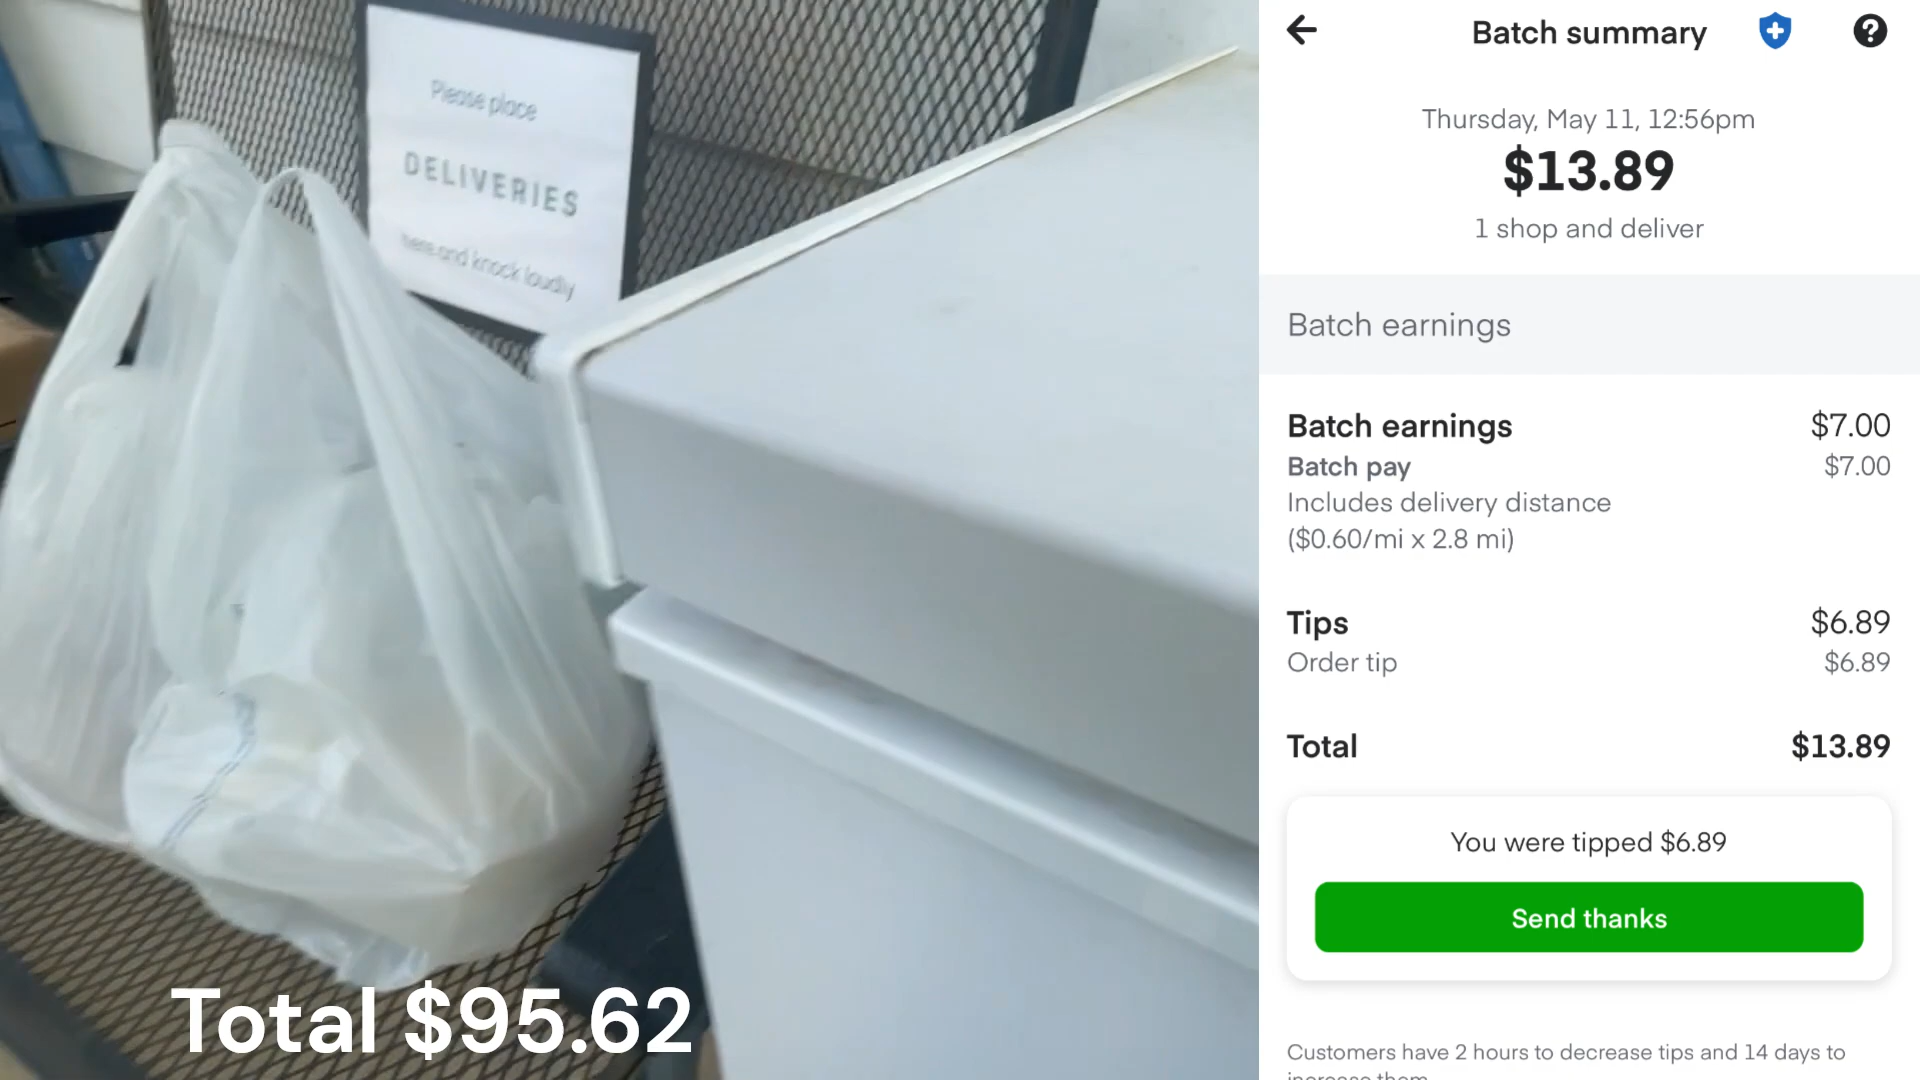 Please place
DELIVERIES
here and knock loudly
Total $95.62
Batch summary
Thursday, May 11, 12:56pm
$13.89
1 shop and deliver
Batch earnings
Batch earnings $7.00
Batch pay $7.00
Includes delivery distance
($0.60/mi x 2.8 mi)
Tips $6.89
Order tip $6.89
Total $13.89
You were tipped $6.89
Send thanks
Customers have 2 hours to decrease tips and 14 days to
increase them